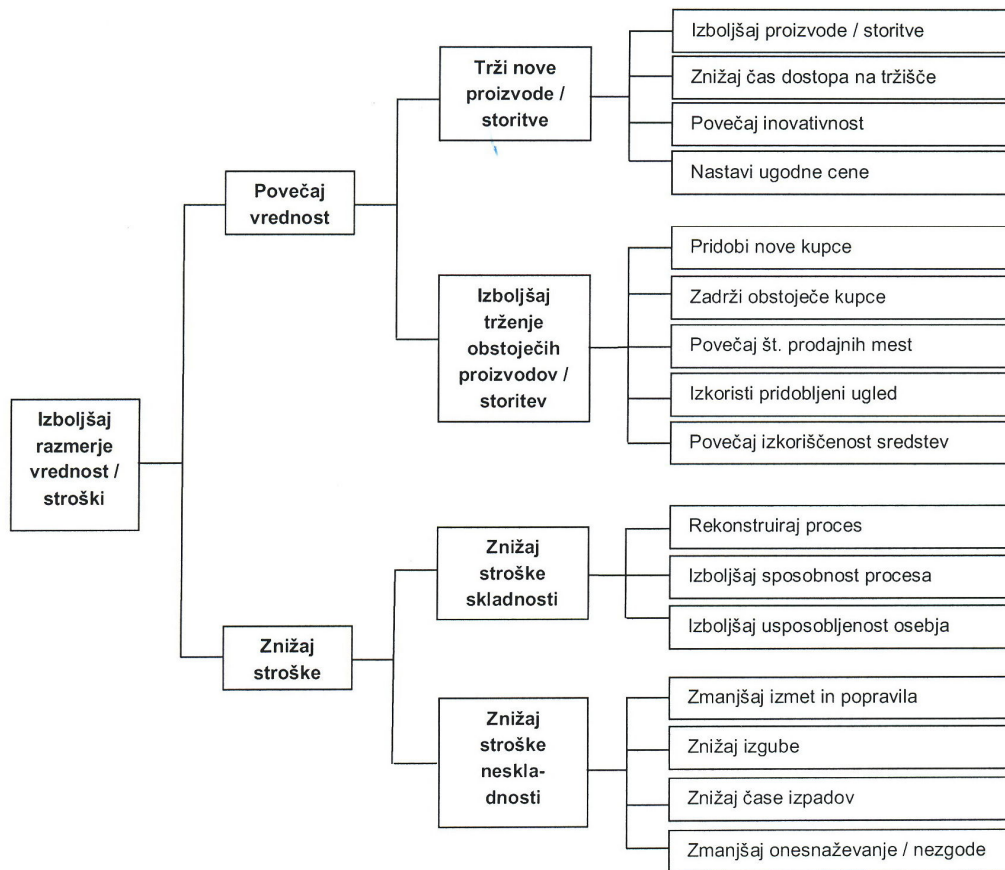 Izboljšaj
razmerje
vrednost /
stroški
Povečaj
vrednost
Trži nove
proizvode /
storitve
Izboljšaj proizvode / storitve
Znižaj čas dostopa na tržišče
Povečaj inovativnost
Nastavi ugodne cene
Izboljšaj
trženje
obstoječih
proizvodov /
storitev
Pridobi nove kupce
Zadrži obstoječe kupce
Povečaj št. prodajnih mest
Izkoristi pridobljeni ugled
Povečaj izkoriščenost sredstev
Znižaj
stroške
Znižaj
stroške
skladnosti
Rekonstruiraj proces
Izboljšaj sposobnost procesa
Izboljšaj usposobljenost osebja
Znižaj
stroške
neskla-
dnosti
Zmanjšaj izmet in popravila
Znižaj izgube
Znižaj čase izpadov
Zmanjšaj onesnaževanje / nezgode